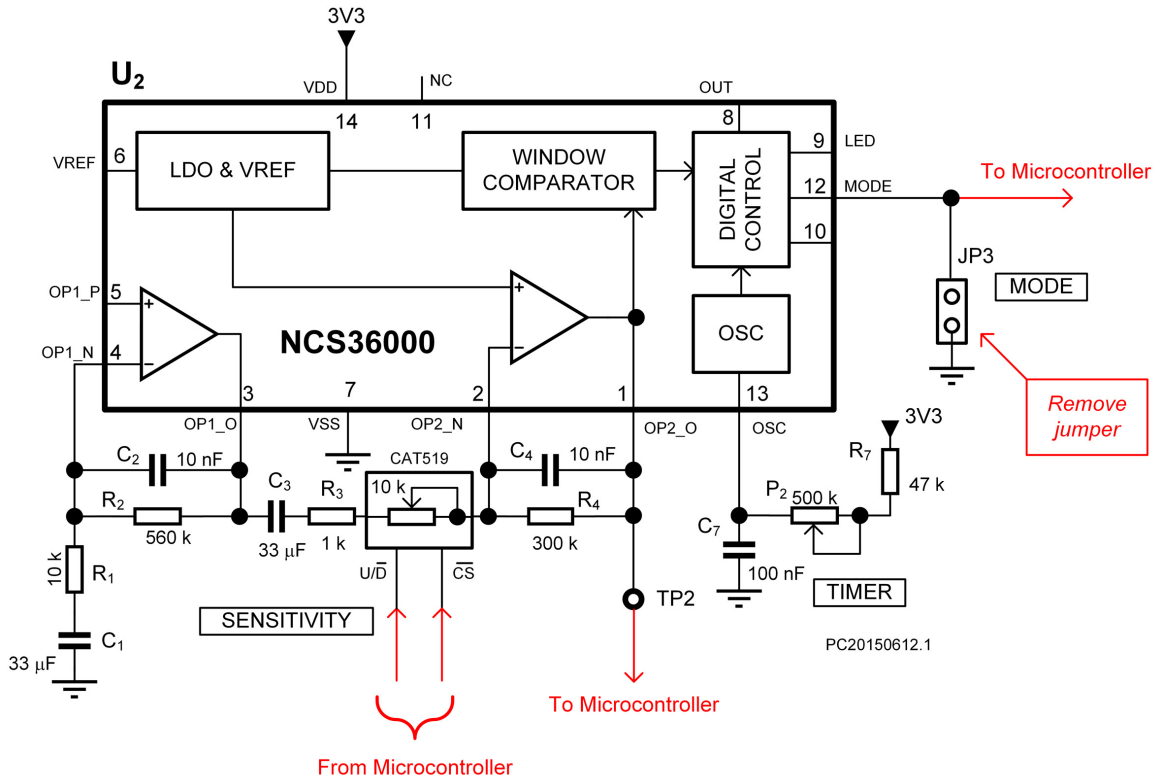 3V3
U2
VDD
NC
OUT
14
11
8
VREF
6
LDO & VREF
WINDOW
COMPARATOR
DIGITAL
CONTROL
9
LED
12
MODE
10
To Microcontroller
JP3
MODE
OP1_P
5
+
OP1_N
4
−
+
−
NCS36000
OSC
3
7
2
1
13
OP1_O
VSS
OP2_N
OP2_O
OSC
Remove
jumper
3V3
C2
10 nF
CAT519
C4
10 nF
R7
47 k
R2
560 k
C3
33 µF
R3
1 k
10 k
R4
300 k
P2
500 k
C7
100 nF
10 k
R1
U/D̅
C̅S̅
TP2
TIMER
SENSITIVITY
C1
33 µF
PC20150612.1
To Microcontroller
From Microcontroller